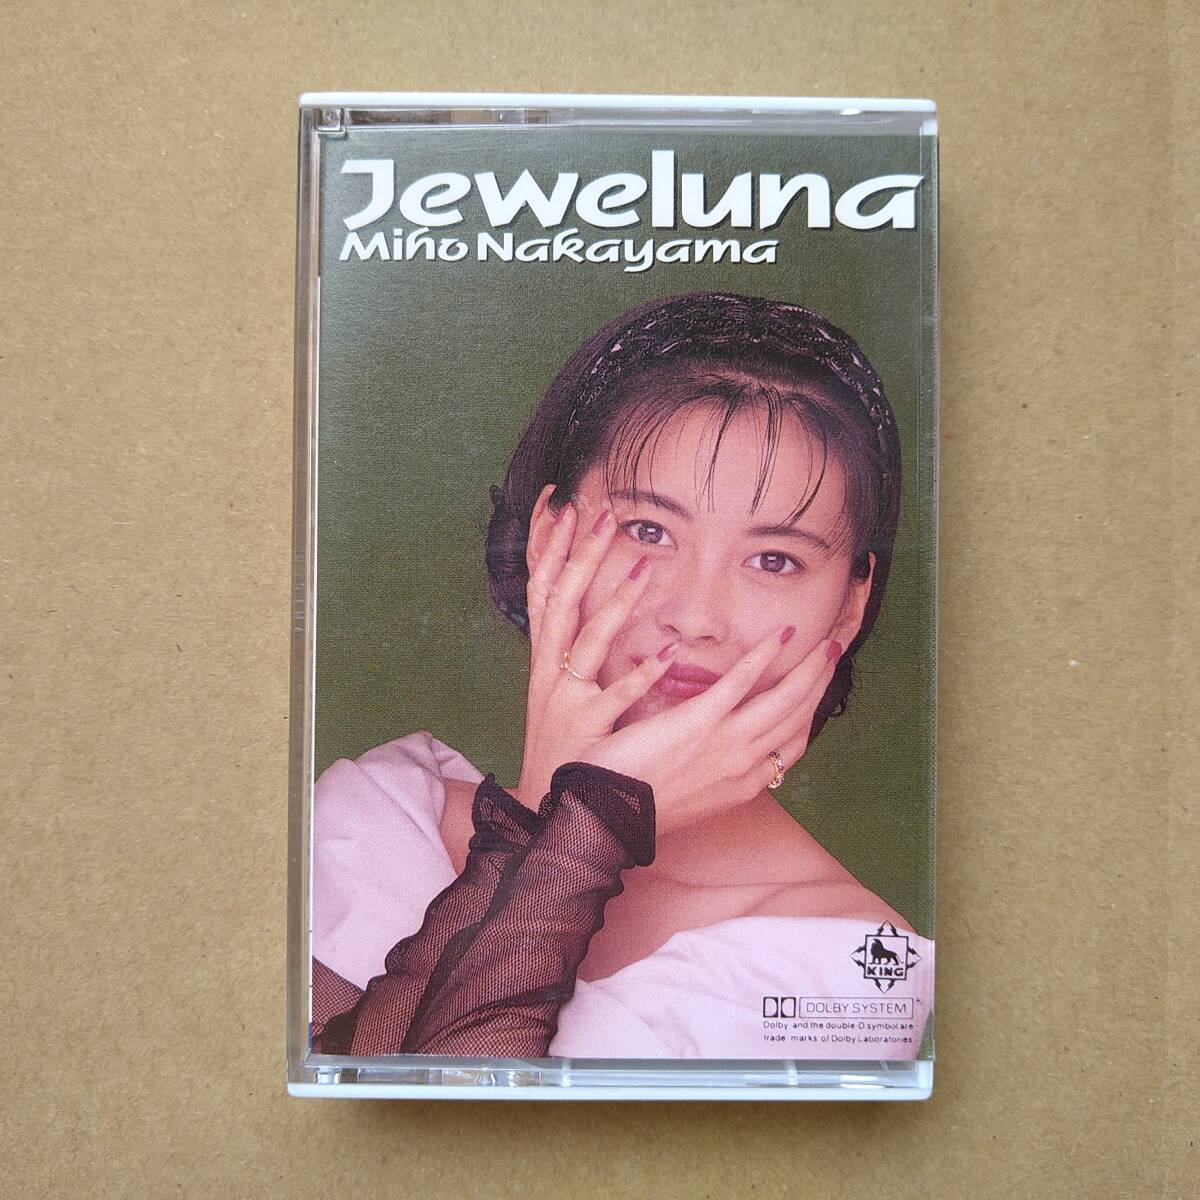 Jeweluna
Miho Nakayama
KING
DOLBY SYSTEM
Dolby and the double-D symbol are
trade marks of Dolby Laboratories